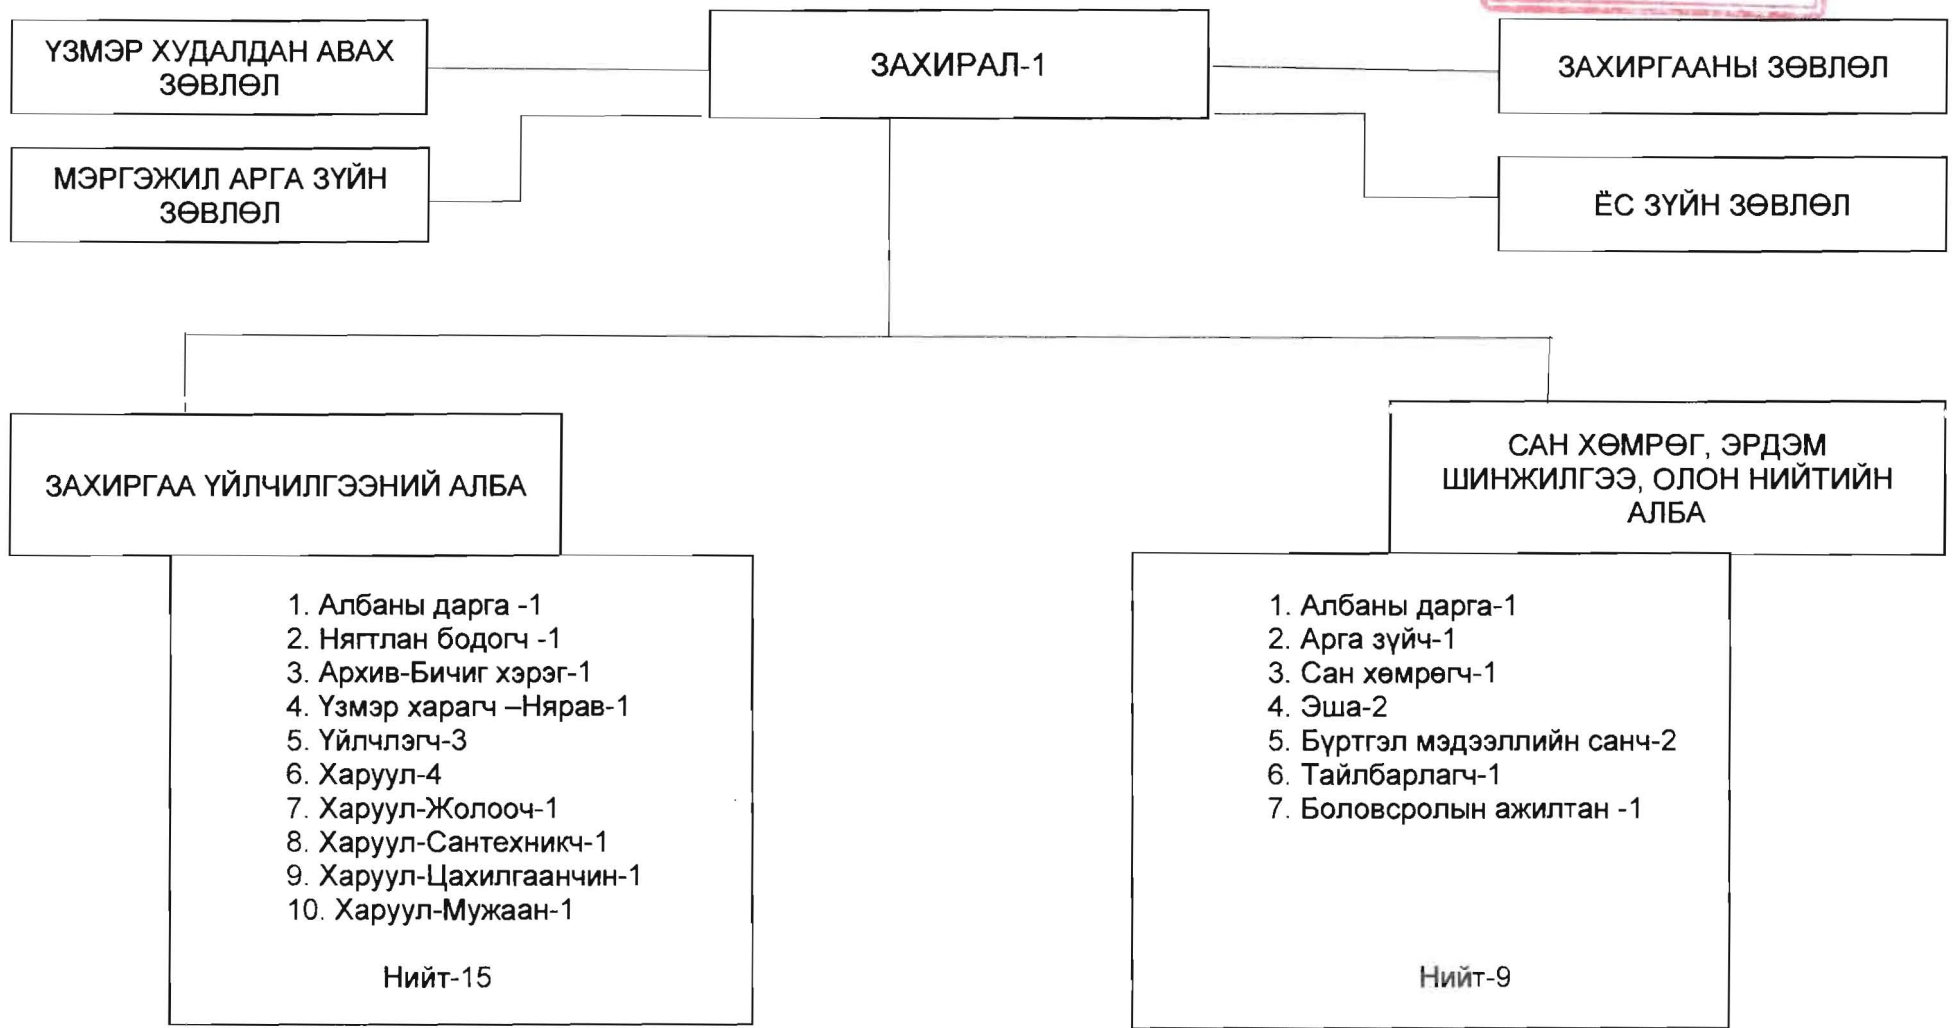 ҮЗМЭР ХУДАЛДАН АВАХ
ЗӨВЛӨЛ
ЗАХИРАЛ-1
ЗАХИРГААНЫ ЗӨВЛӨЛ
МЭРГЭЖИЛ АРГА ЗҮЙН
ЗӨВЛӨЛ
ЁС ЗҮЙН ЗӨВЛӨЛ
ЗАХИРГАА ҮЙЛЧИЛГЭЭНИЙ АЛБА
1. Албаны дарга -1
2. Нягтлан бодогч -1
3. Архив-Бичиг хэрэг-1
4. Үзмэр харагч –Нярав-1
5. Үйлчлэгч-3
6. Харуул-4
7. Харуул-Жолооч-1
8. Харуул-Сантехникч-1
9. Харуул-Цахилгаанчин-1
10. Харуул-Мужаан-1
Нийт-15
САН ХӨМРӨГ, ЭРДЭМ
ШИНЖИЛГЭЭ, ОЛОН НИЙТИЙН
АЛБА
1. Албаны дарга-1
2. Арга зүйч-1
3. Сан хөмрөгч-1
4. Эша-2
5. Бүртгэл мэдээллийн санч-2
6. Тайлбарлагч-1
7. Боловсролын ажилтан -1
Нийт-9